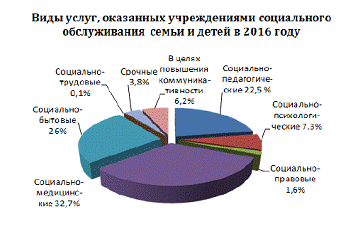 Виды услуг, оказанных учреждениями социального
обслуживания семьи и детей в 2016 году
Социально-
трудовые
0,1%
Срочные
3,8%
В целях
повышения
коммуника-
тивности
6,2%
Социально-
педагогиче-
ские 22,5 %
Социально-
психологи-
ческие 7.3%
Социально-
правовые
1,6%
Социально-
медицинс-
кие 32,7%
Социально-
бытовые
26%